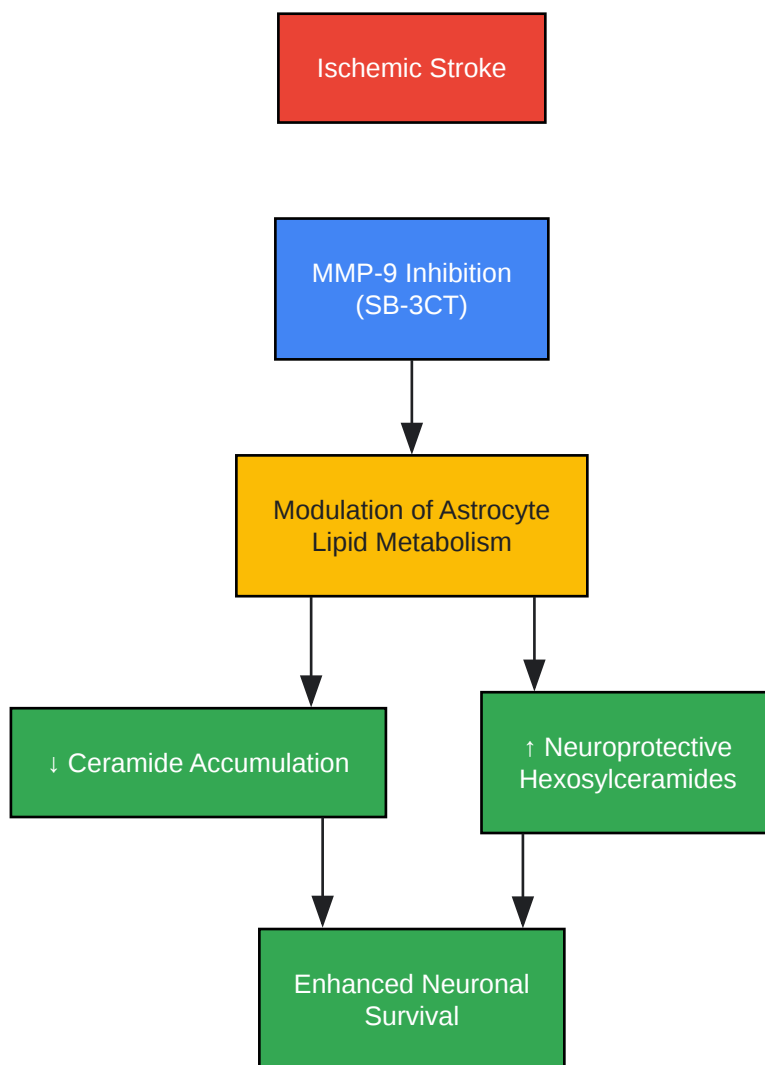 Ischemic Stroke
MMP-9 Inhibition
(SB-3CT)
Modulation of Astrocyte
Lipid Metabolism
↓ Ceramide Accumulation
↑ Neuroprotective
Hexosylceramides
Enhanced Neuronal
Survival